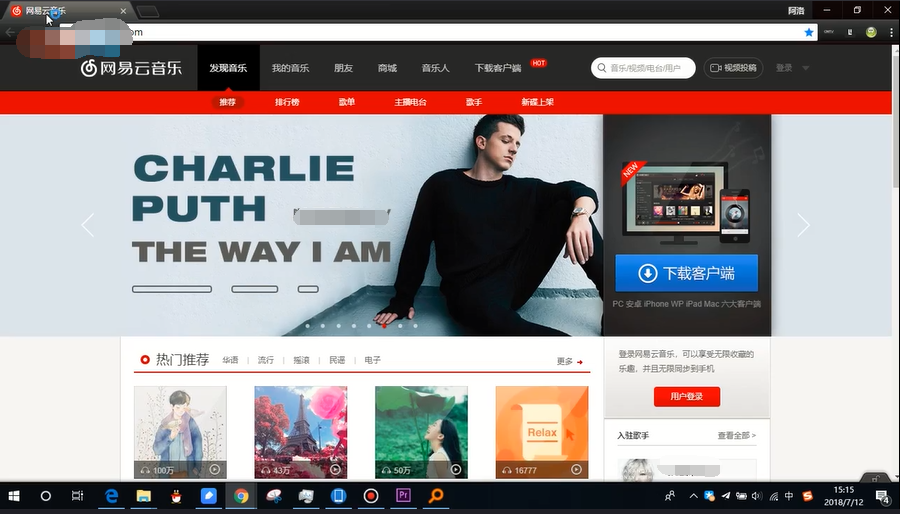 网易云音乐
阿浩
om
网易云音乐
发现音乐 我的音乐 朋友 商城 音乐人 下载客户端 HOT
音乐/视频/电台/用户
视频投稿
登录
推荐 排行榜 歌单 主播电台 歌手 新碟上架
CHARLIE
PUTH
THE WAY I AM
NEW
下载客户端
PC 安卓 iPhone WP iPad Mac 六大客户端
热门推荐 华语 流行 摇滚 民谣 电子 更多
登录网易云音乐，可以享受无限收藏的
乐趣，并且无限同步到手机
用户登录
入驻歌手 查看全部 >
Relax
100万 43万 50万 16777
Pr
中
15:15
2018/7/12
4